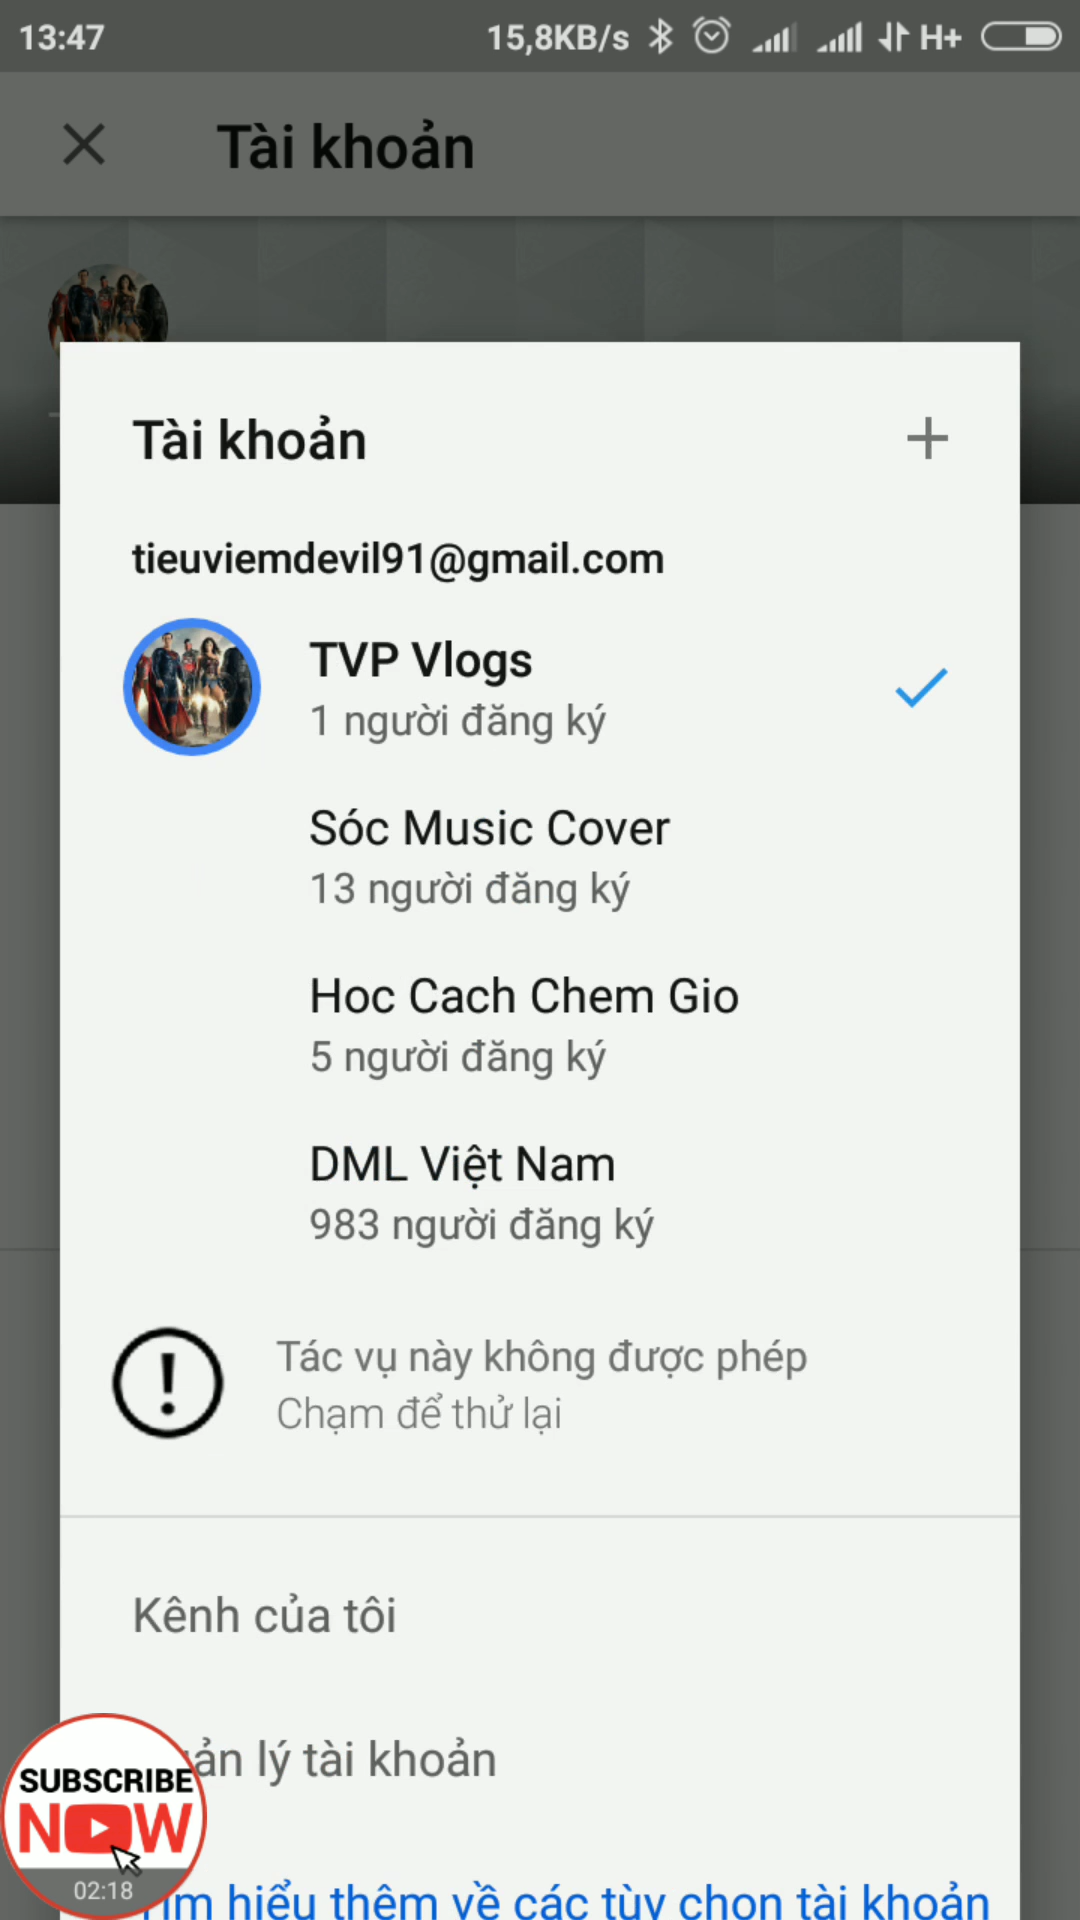 13:47 15,8KB/s H+
Tài khoản
Tài khoản
tieuviemdevil91@gmail.com
TVP Vlogs
1 người đăng ký
Sóc Music Cover
13 người đăng ký
Hoc Cach Chem Gio
5 người đăng ký
DML Việt Nam
983 người đăng ký
Tác vụ này không được phép
Chạm để thử lại
Kênh của tôi
lý tài khoản
SUBSCRIBE
NOW
02:18
hiểu thêm về các tùy chọn tài khoản